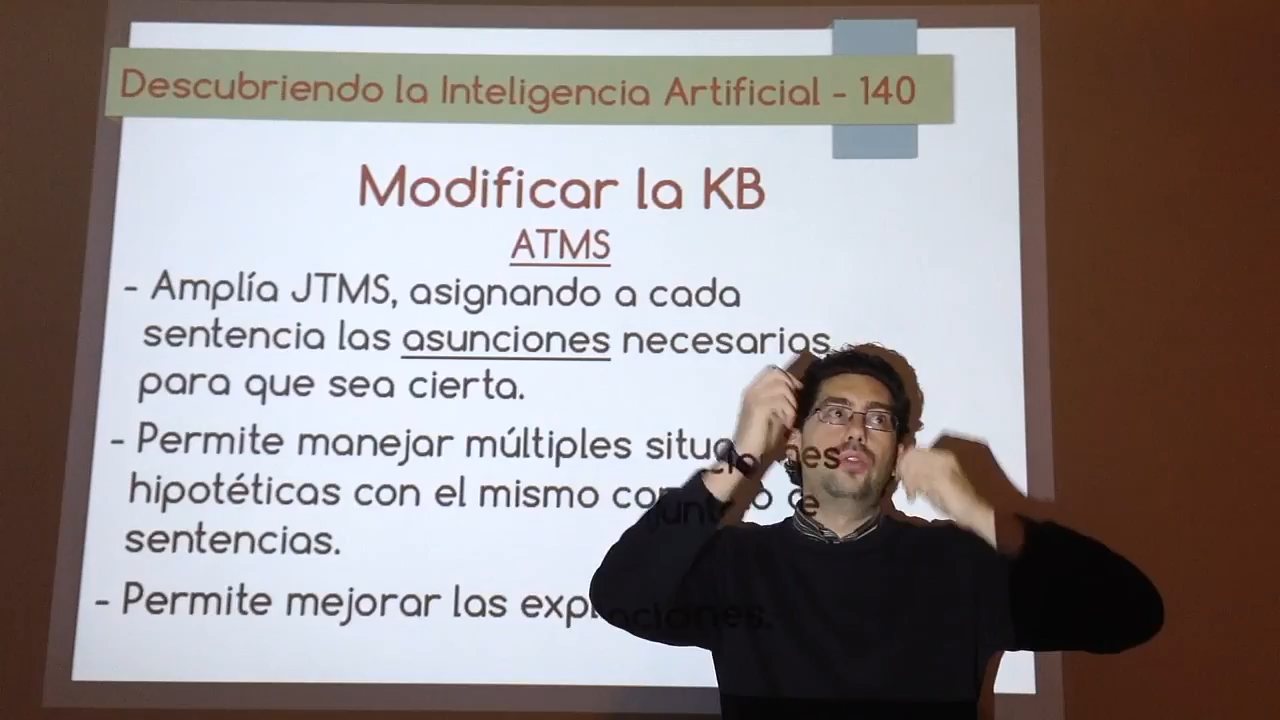 Descubriendo la Inteligencia Artificial - 140
Modificar la KB
ATMS
- Amplía JTMS, asignando a cada
sentencia las asunciones necesarias
para que sea cierta.
- Permite manejar múltiples situaciones
hipotéticas con el mismo conjunto de
sentencias.
- Permite mejorar las explicaciones.